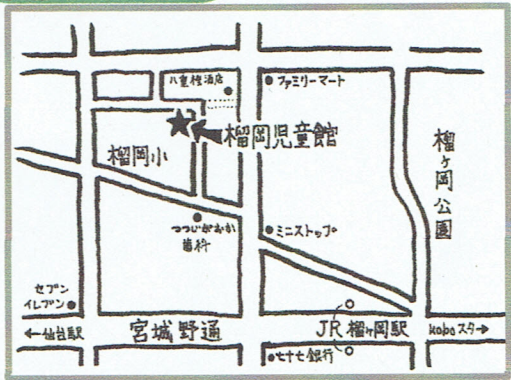 八重桜酒店
ファミリーマート
榴岡児童館
榴岡小
榴ヶ岡公園
つつじがおか
歯科
ミニストップ
セブン
イレブン
←仙台駅
宮城野通
JR榴ヶ岡駅
koboスタ→
七十七銀行